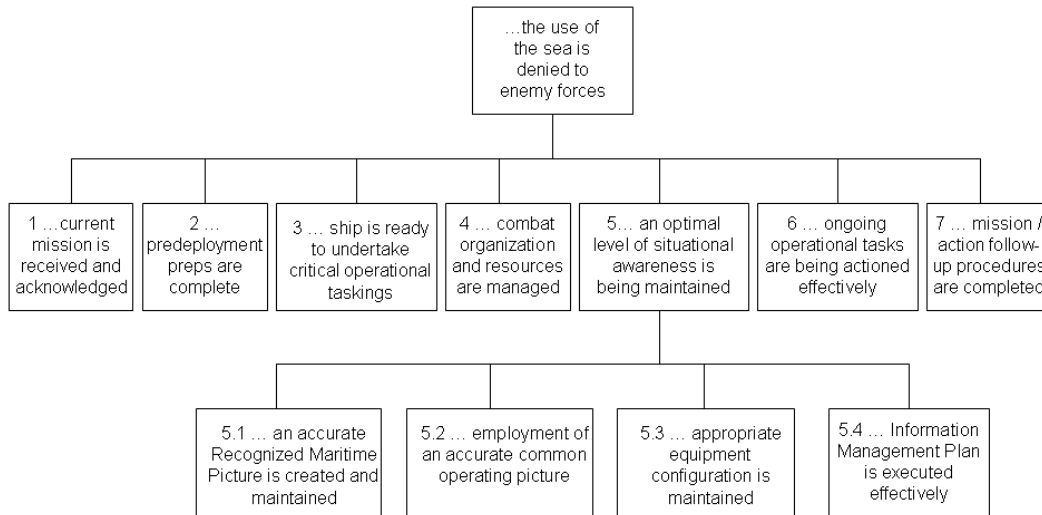 …the use of
the sea is
denied to
enemy forces
1 …current
mission is
received and
acknowledged
2 …
predeployment
preps are
complete
3 … ship is ready
to undertake
critical operational
taskings
4 … combat
organization
and resources
are managed
5… an optimal
level of situational
awareness is
being maintained
6 … ongoing
operational tasks
are being actioned
effectively
7 … mission /
action follow-
up procedures
are completed
5.1 … an accurate
Recognized Maritime
Picture is created and
maintained
5.2 … employment of
an accurate common
operating picture
5.3 … appropriate
equipment
configuration is
maintained
5.4 … Information
Management Plan
is executed
effectively